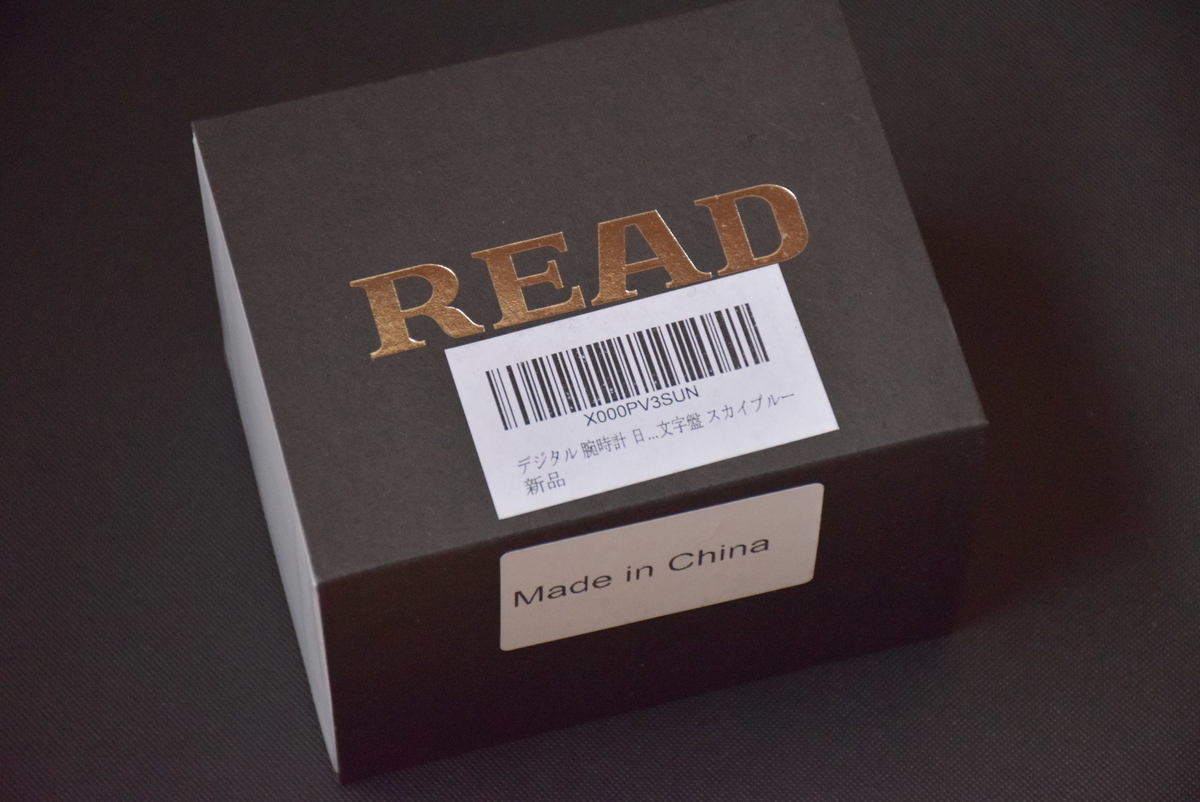 READ
X000PV3SUN
デジタル 腕時計 日...文字盤 スカイブルー
新品
Made in China